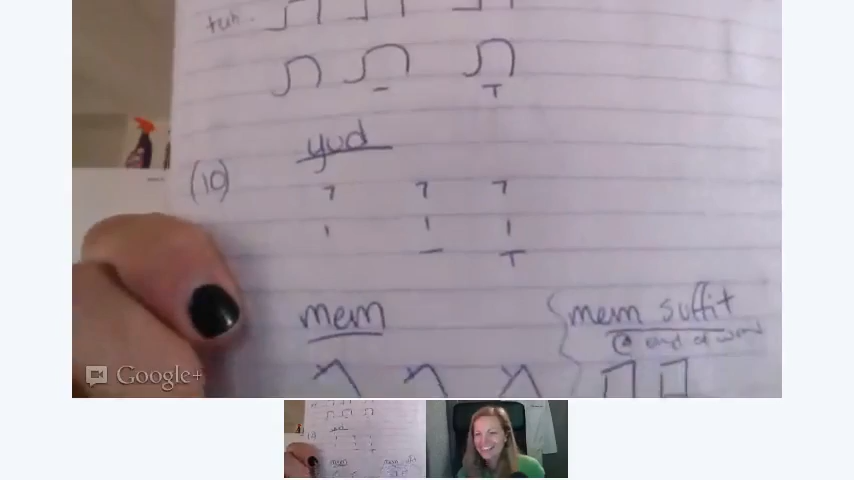 tuh. ת ת ת
ת תַ תָ
yud
(10) י י י
י יַ יָ
mem
mem suffit
@ end of word
מ מ מ ם ם
Google+